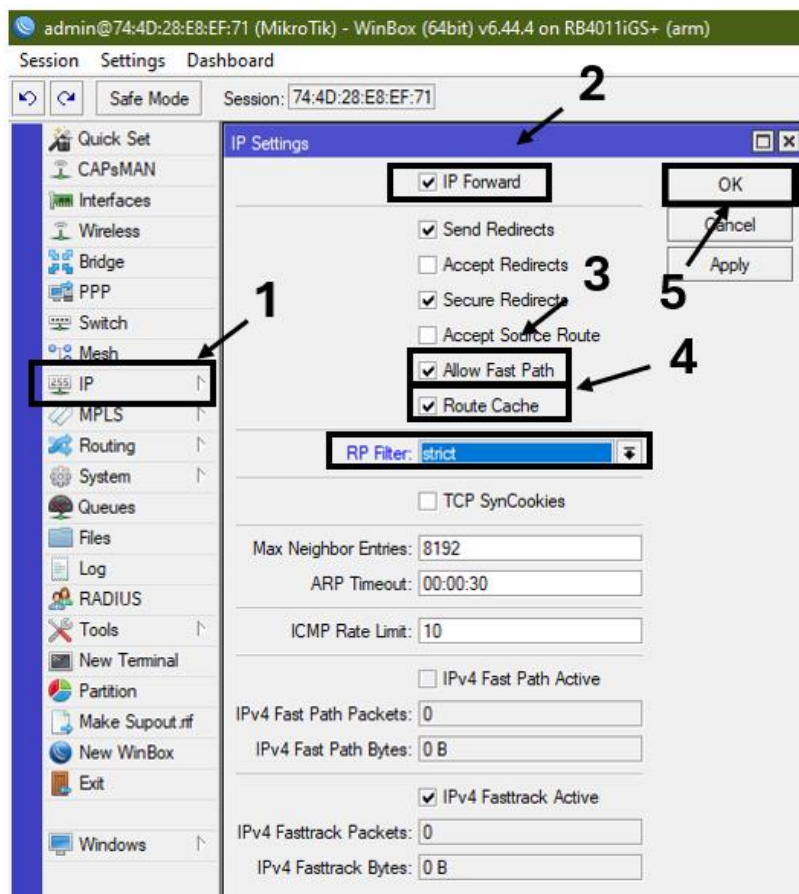 admin@74:4D:28:E8:EF:71 (MikroTik) - WinBox (64bit) v6.44.4 on RB4011iGS+ (arm)
Session Settings Dashboard
Safe Mode Session: 74:4D:28:E8:EF:71
2
Quick Set
CAPsMAN
Interfaces
Wireless
Bridge
PPP
Switch
Mesh
255 IP
MPLS
Routing
System
Queues
Files
Log
RADIUS
Tools
New Terminal
Partition
Make Supout.rif
New WinBox
Exit
Windows
1
IP Settings
IP Forward
Send Redirects
Accept Redirects
Secure Redirects
3
Accept Source Route
Allow Fast Path
4
Route Cache
RP Filter: strict
TCP SynCookies
Max Neighbor Entries: 8192
ARP Timeout: 00:00:30
ICMP Rate Limit: 10
IPv4 Fast Path Active
IPv4 Fast Path Packets: 0
IPv4 Fast Path Bytes: 0 B
IPv4 Fasttrack Active
IPv4 Fasttrack Packets: 0
IPv4 Fasttrack Bytes: 0 B
OK
Cancel
Apply
5